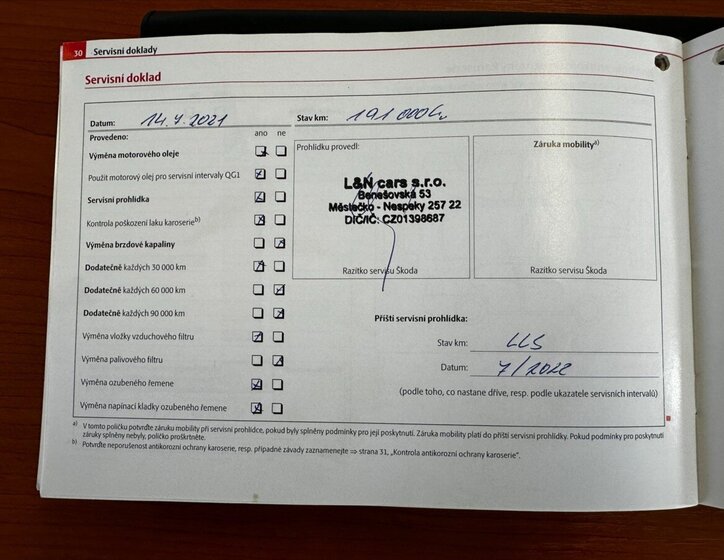 30 Servisní doklady
Servisní doklad
Datum: 14.4.2021 Stav km: 191 000
Provedeno: ano ne
Výměna motorového oleje
Použit motorový olej pro servisní intervaly QG1
Servisní prohlídka
Kontrola poškození laku karoserie b)
Výměna brzdové kapaliny
Dodatečně každých 30 000 km
Dodatečně každých 60 000 km
Dodatečně každých 90 000 km
Výměna vložky vzduchového filtru
Výměna palivového filtru
Výměna ozubeného řemene
Výměna napínací kladky ozubeného řemene
Prohlídku provedl:
L&N cars s.r.o.
Benešovská 53
Městečko - Nespeky 257 22
DIČ/IČ: CZ01398687
Razítko servisu Škoda
Záruka mobility a)
Razítko servisu Škoda
Příští servisní prohlídka:
Stav km: LLS
Datum: 7/2022
(podle toho, co nastane dříve, resp. podle ukazatele servisních intervalů)
a) V tomto políčku potvrďte záruku mobility při servisní prohlídce, pokud byly splněny podmínky pro její poskytnutí. Záruka mobility platí do příští servisní prohlídky. Pokud podmínky pro poskytnutí
záruky splněny nebyly, políčko proškrtněte.
b) Potvrďte neporušenost antikorozní ochrany karoserie, resp. případné závady zaznamenejte ⇒ strana 31, „Kontrola antikorozní ochrany karoserie“.